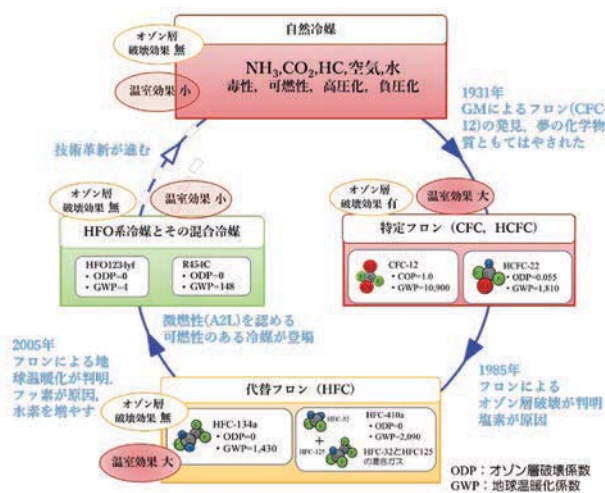 オゾン層
破壊効果 無
自然冷媒
NH3,CO2,HC,空気,水
毒性, 可燃性, 高圧化, 負圧化
温室効果 小
1931年
GMによるフロン(CFC-
12)の発見, 夢の化学物
質ともてはやされた
技術革新が進む
オゾン層
破壊効果 無
温室効果 小
HFO系冷媒とその混合冷媒
HFO1234yf
・ODP=0
・GWP=1
R454C
・ODP=0
・GWP=148
オゾン層
破壊効果 有
温室効果 大
特定フロン (CFC, HCFC)
CFC-12
・COP=1.0
・GWP=10,900
HCFC-22
・ODP=0.055
・GWP=1,810
微燃性(A2L)を認める
可燃性のある冷媒が登場
2005年
フロンによる地
球温暖化が判明,
フッ素が原因,
水素を増やす
1985年
フロンによる
オゾン層破壊が判明
塩素が原因
オゾン層
破壊効果 無
温室効果 大
代替フロン (HFC)
HFC-134a
・ODP=0
・GWP=1,430
HFC-32
+
HFC-125
HFC-410a
・ODP=0
・GWP=2,090
HFC-32とHFC125
の混合ガス
ODP：オゾン層破壊係数
GWP：地球温暖化係数